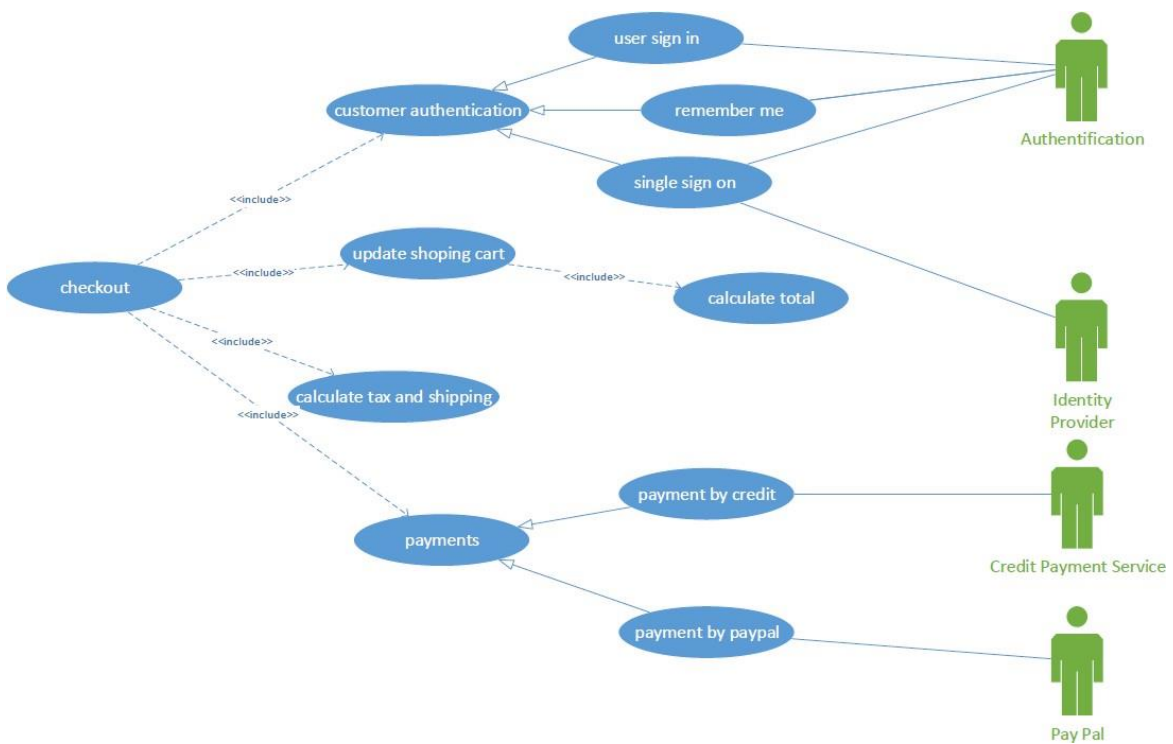 user sign in
customer authentication
remember me
Authentification
single sign on
<<include>>
update shoping cart
<<include>>
<<include>>
checkout
calculate total
<<include>>
calculate tax and shipping
Identity
Provider
<<include>>
payment by credit
payments
Credit Payment Service
payment by paypal
Pay Pal